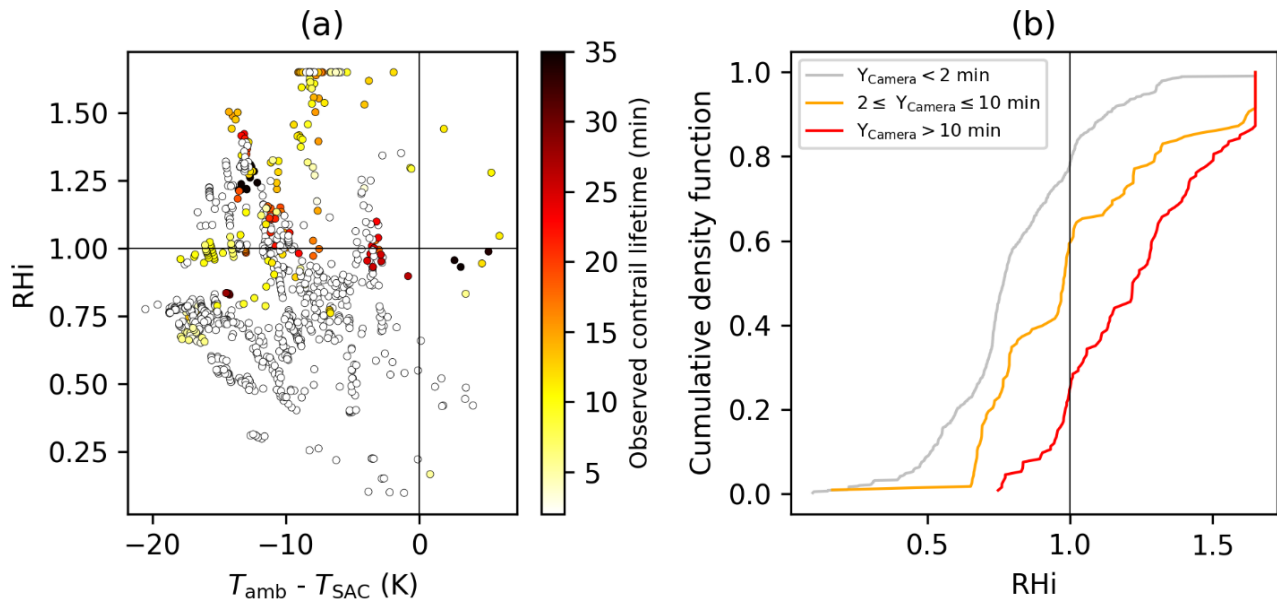 (a)
1.50
1.25
1.00
0.75
0.50
0.25
RHi
−20
−10
0
T_amb - T_SAC (K)
35
30
25
20
15
10
5
Observed contrail lifetime (min)
(b)
Y_Camera < 2 min
2 ≤ Y_Camera ≤ 10 min
Y_Camera > 10 min
1.0
0.8
0.6
0.4
0.2
0.0
Cumulative density function
0.5
1.0
1.5
RHi